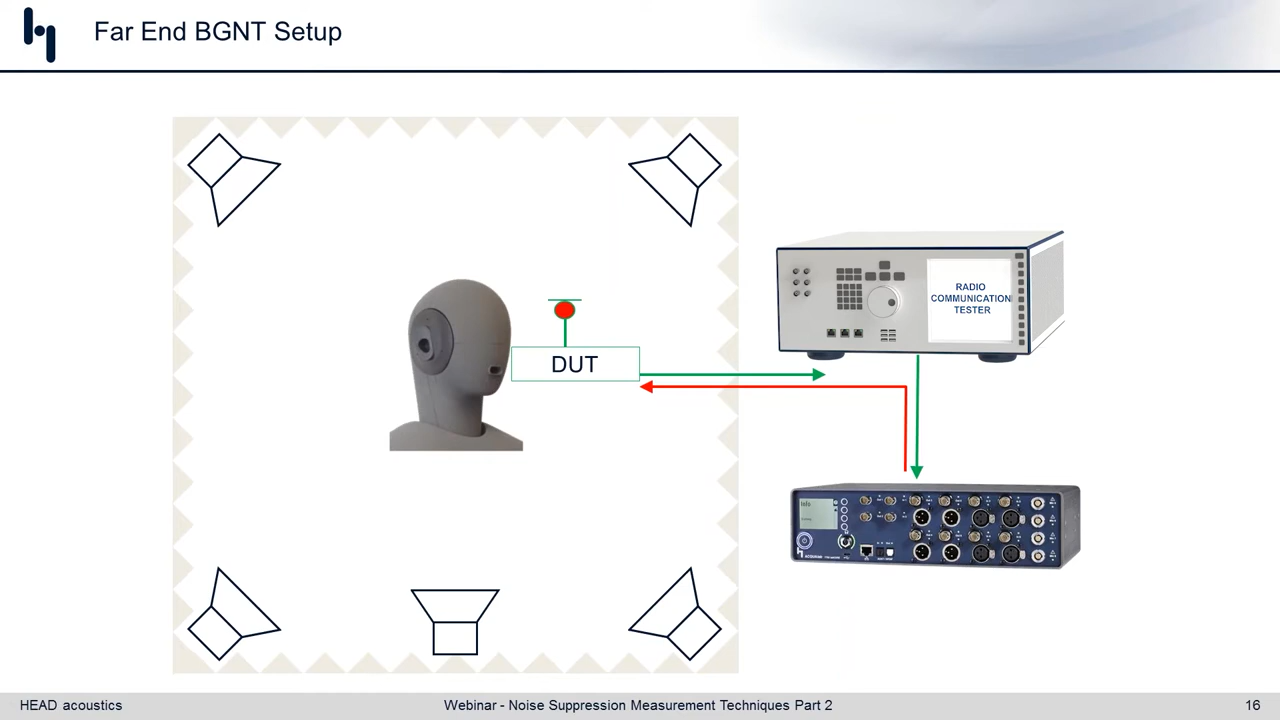 Far End BGNT Setup
DUT
RADIO
COMMUNICATION
TESTER
HEAD acoustics
Webinar - Noise Suppression Measurement Techniques Part 2
16